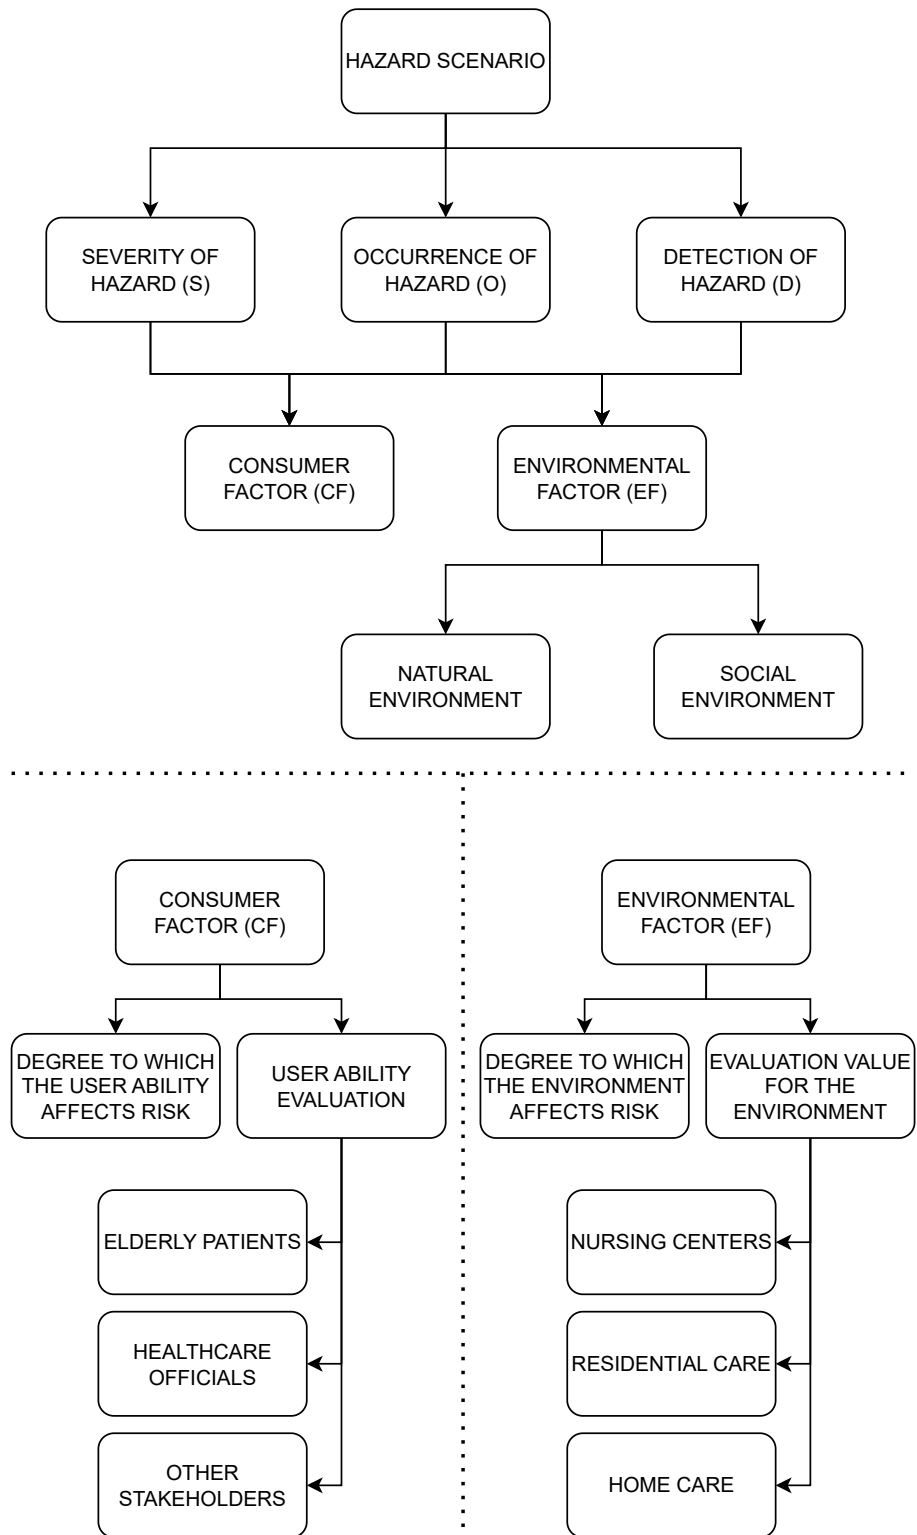 HAZARD SCENARIO
SEVERITY OF
HAZARD (S)
OCCURRENCE OF
HAZARD (O)
DETECTION OF
HAZARD (D)
CONSUMER
FACTOR (CF)
ENVIRONMENTAL
FACTOR (EF)
NATURAL
ENVIRONMENT
SOCIAL
ENVIRONMENT
CONSUMER
FACTOR (CF)
DEGREE TO WHICH
THE USER ABILITY
AFFECTS RISK
USER ABILITY
EVALUATION
ELDERLY PATIENTS
HEALTHCARE
OFFICIALS
OTHER
STAKEHOLDERS
ENVIRONMENTAL
FACTOR (EF)
DEGREE TO WHICH
THE ENVIRONMENT
AFFECTS RISK
EVALUATION VALUE
FOR THE
ENVIRONMENT
NURSING CENTERS
RESIDENTIAL CARE
HOME CARE